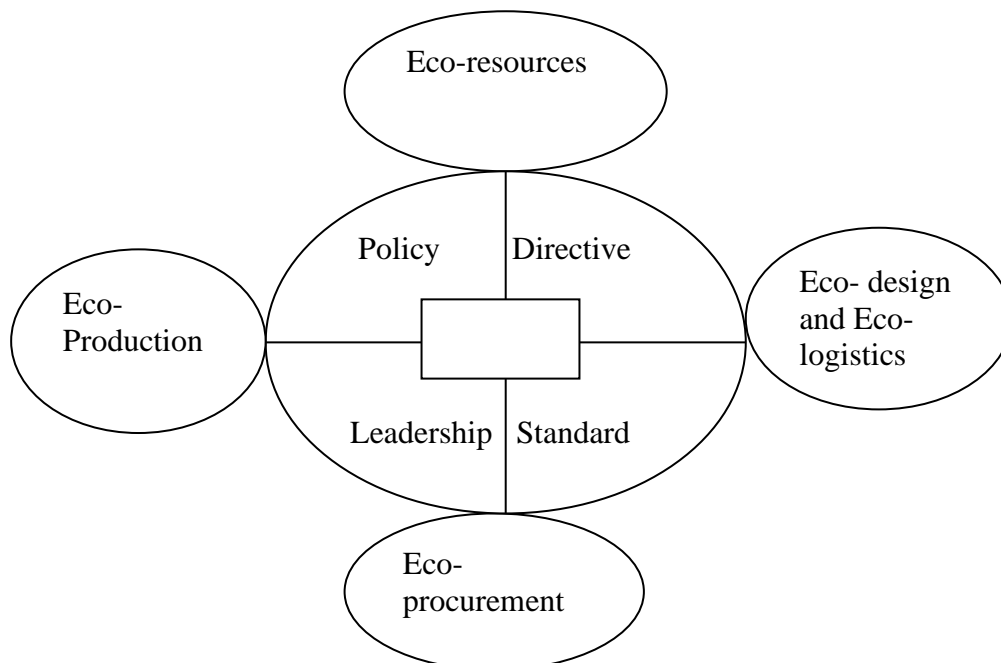 Eco-resources
Policy
Directive
Eco-
Production
Eco- design
and Eco-
logistics
Leadership
Standard
Eco-
procurement